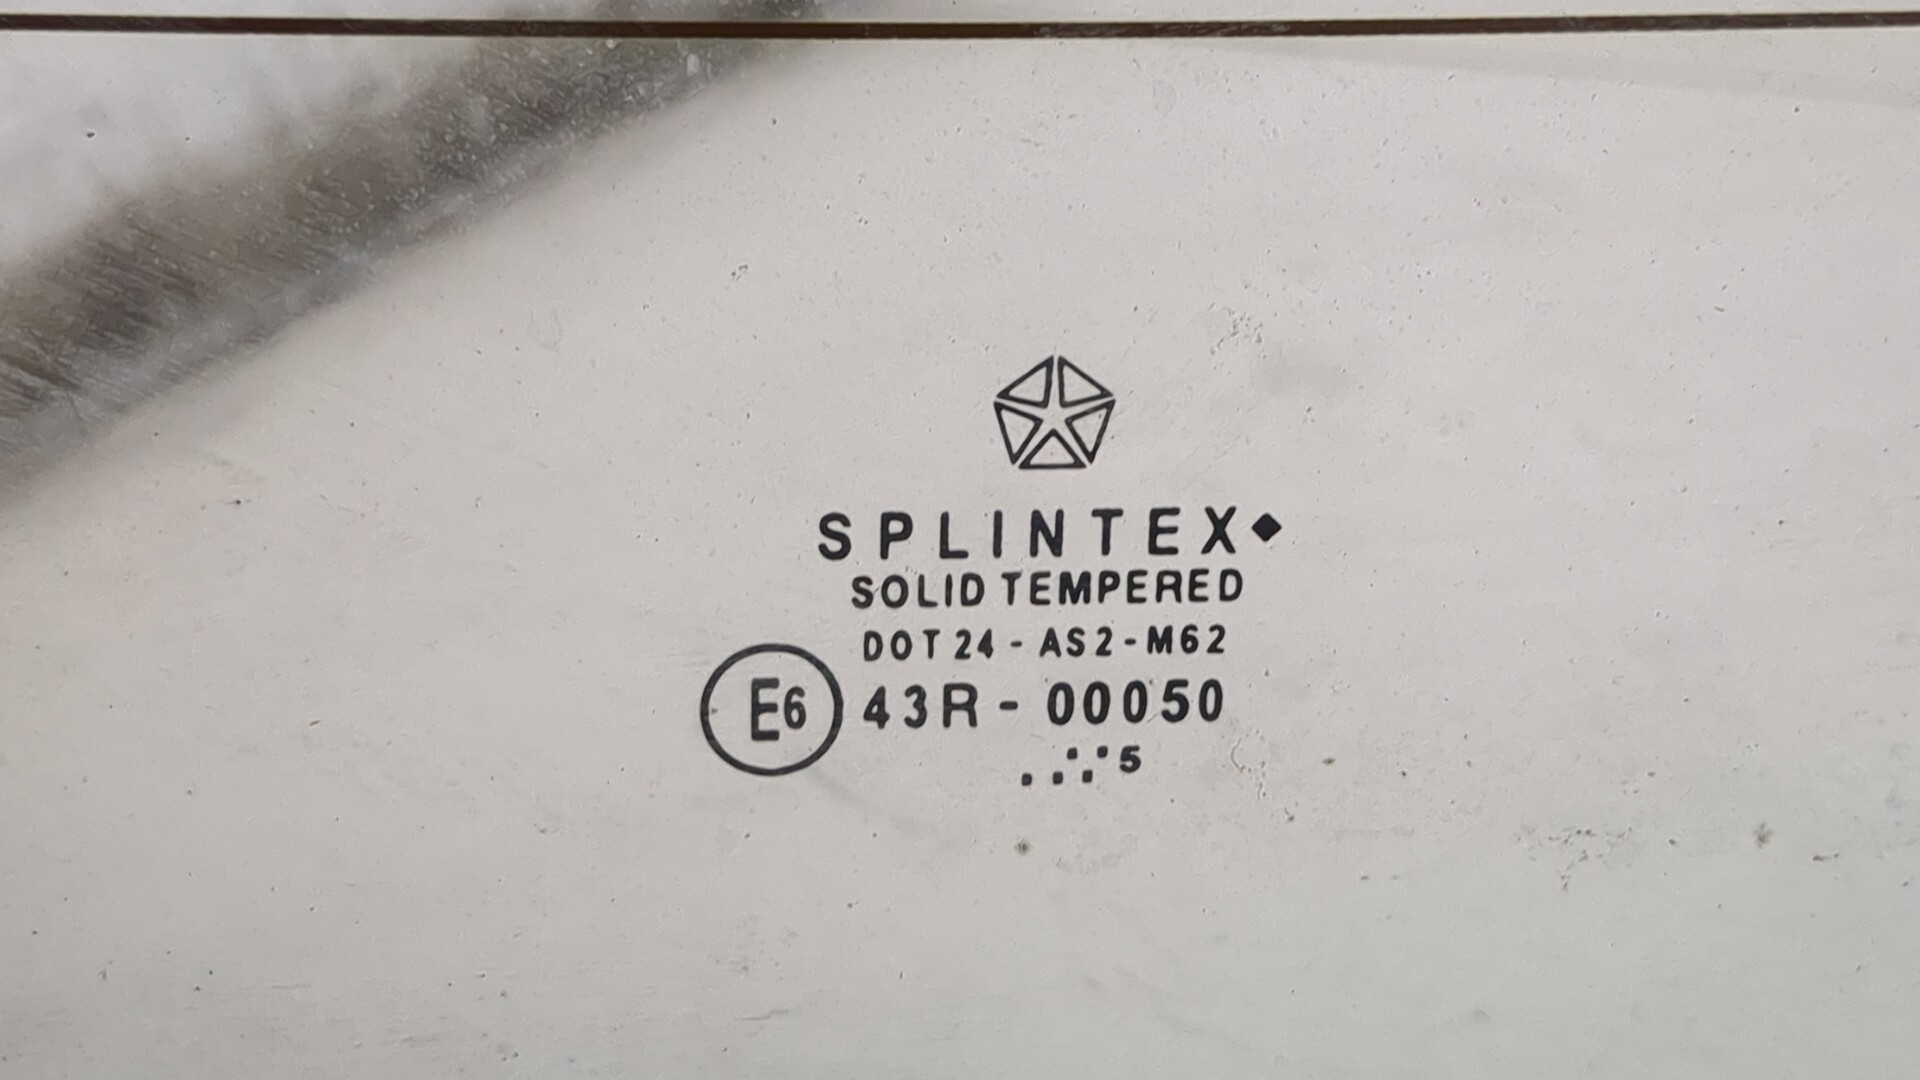 SPLINTEX◆
SOLID TEMPERED
DOT 24 - AS2-M62
E6 43R - 00050
..∵·5